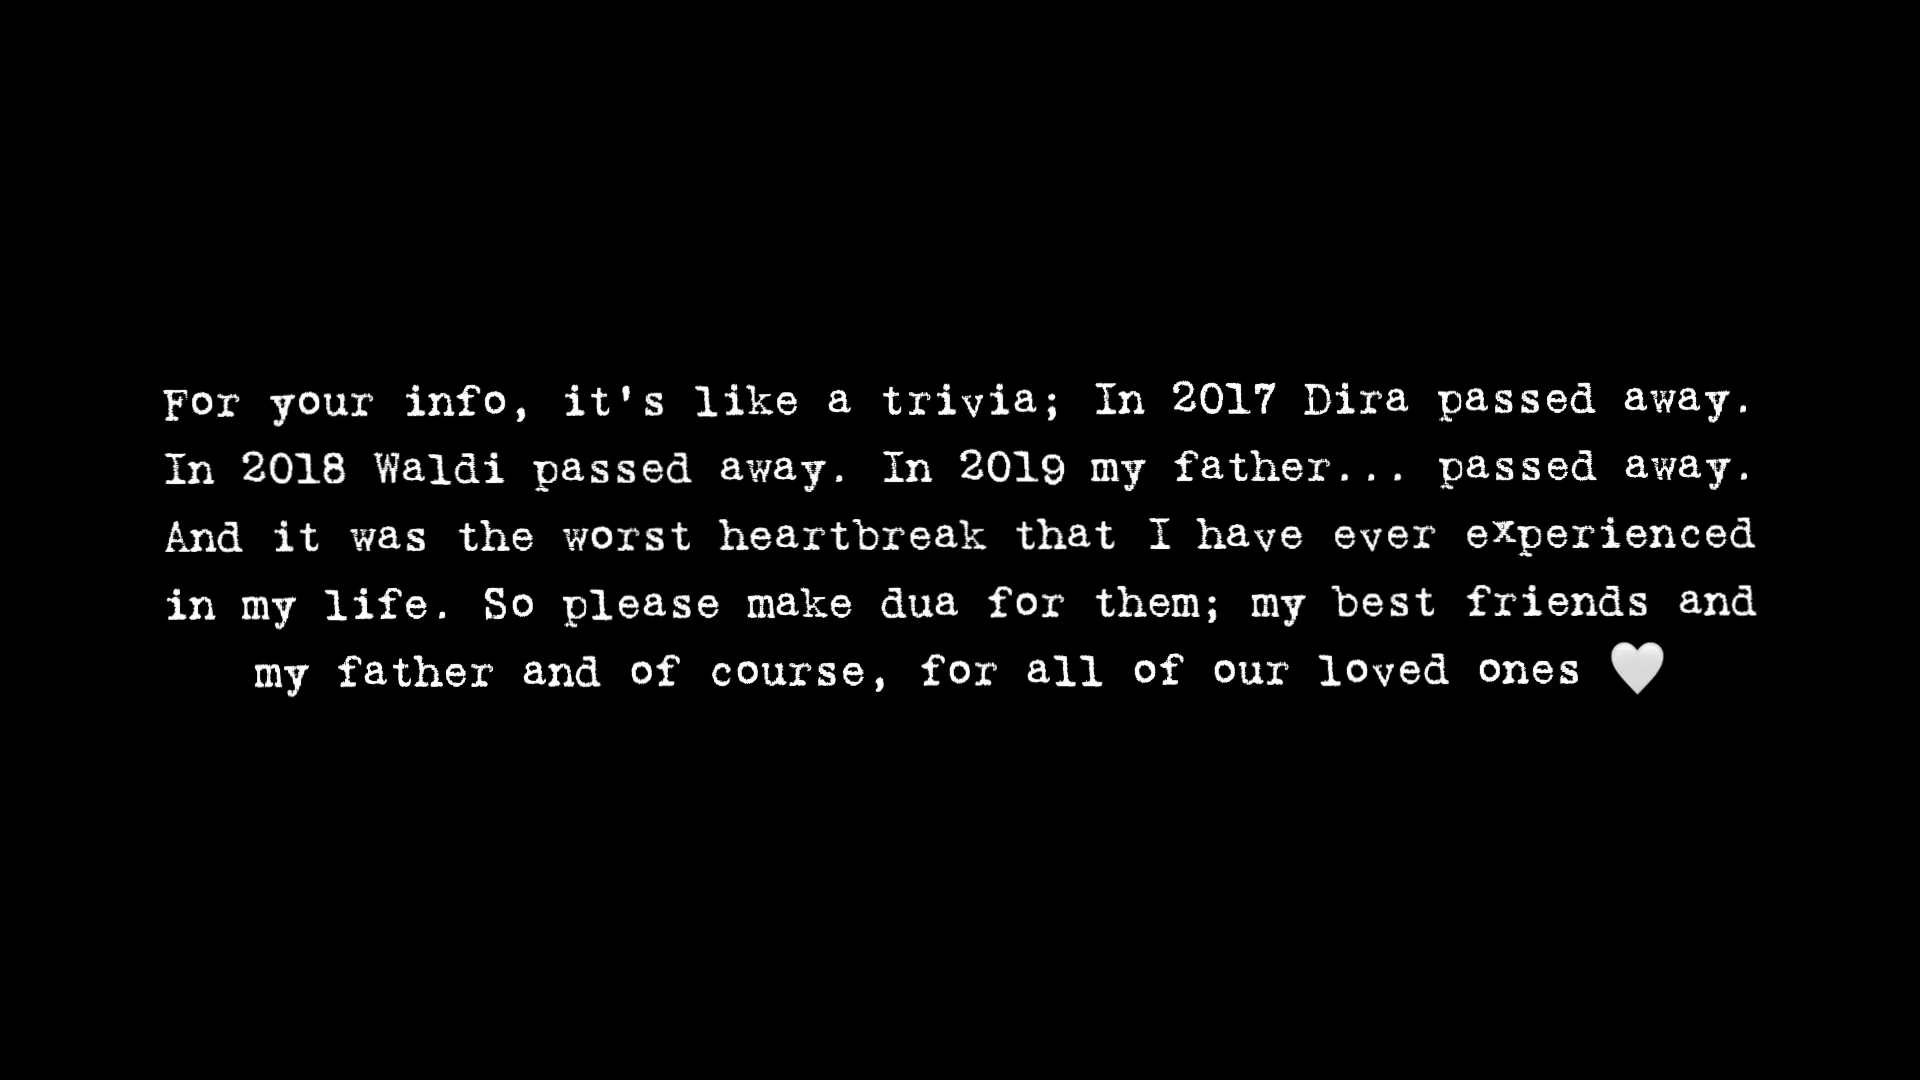 For your info, it's like a trivia; In 2017 Dira passed away.
In 2018 Waldi passed away. In 2019 my father... passed away.
And it was the worst heartbreak that I have ever experienced
in my life. So please make dua for them; my best friends and
my father and of course, for all of our loved ones 🤍